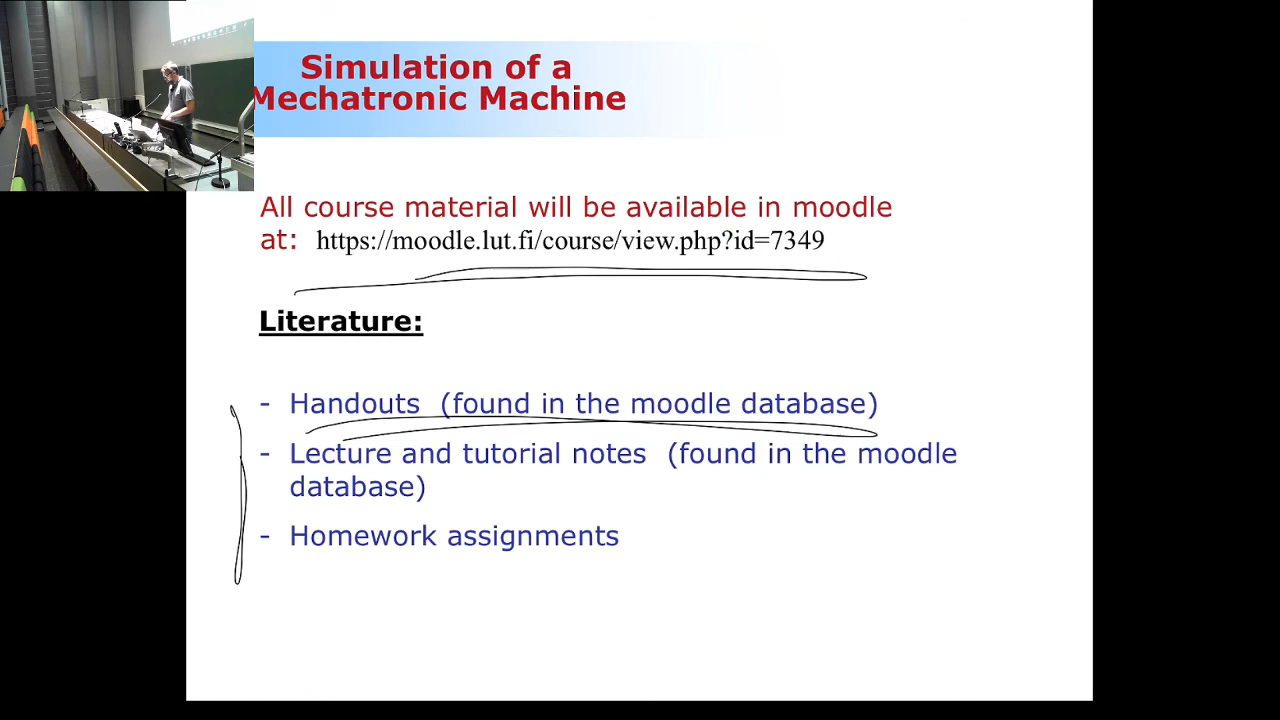 Simulation of a
Mechatronic Machine
All course material will be available in moodle
at: https://moodle.lut.fi/course/view.php?id=7349
Literature:
- Handouts (found in the moodle database)
- Lecture and tutorial notes (found in the moodle
database)
- Homework assignments